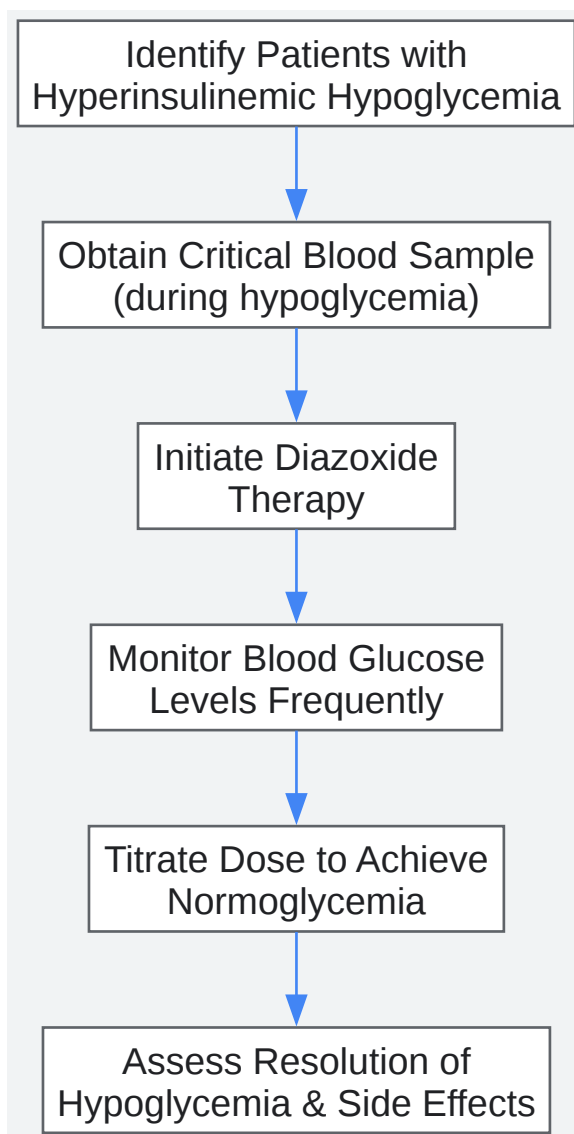 Identify Patients with
Hyperinsulinemic Hypoglycemia
Obtain Critical Blood Sample
(during hypoglycemia)
Initiate Diazoxide
Therapy
Monitor Blood Glucose
Levels Frequently
Titrate Dose to Achieve
Normoglycemia
Assess Resolution of
Hypoglycemia & Side Effects